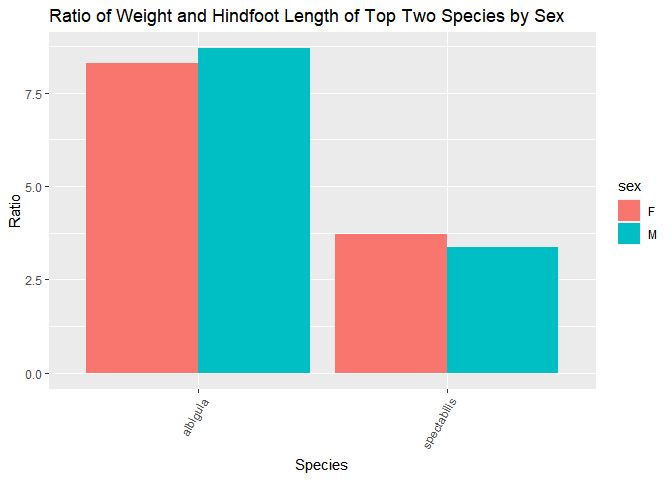 Ratio of Weight and Hindfoot Length of Top Two Species by Sex
7.5
5.0
2.5
0.0
Ratio
albigula
spectabilis
Species
sex
F
M